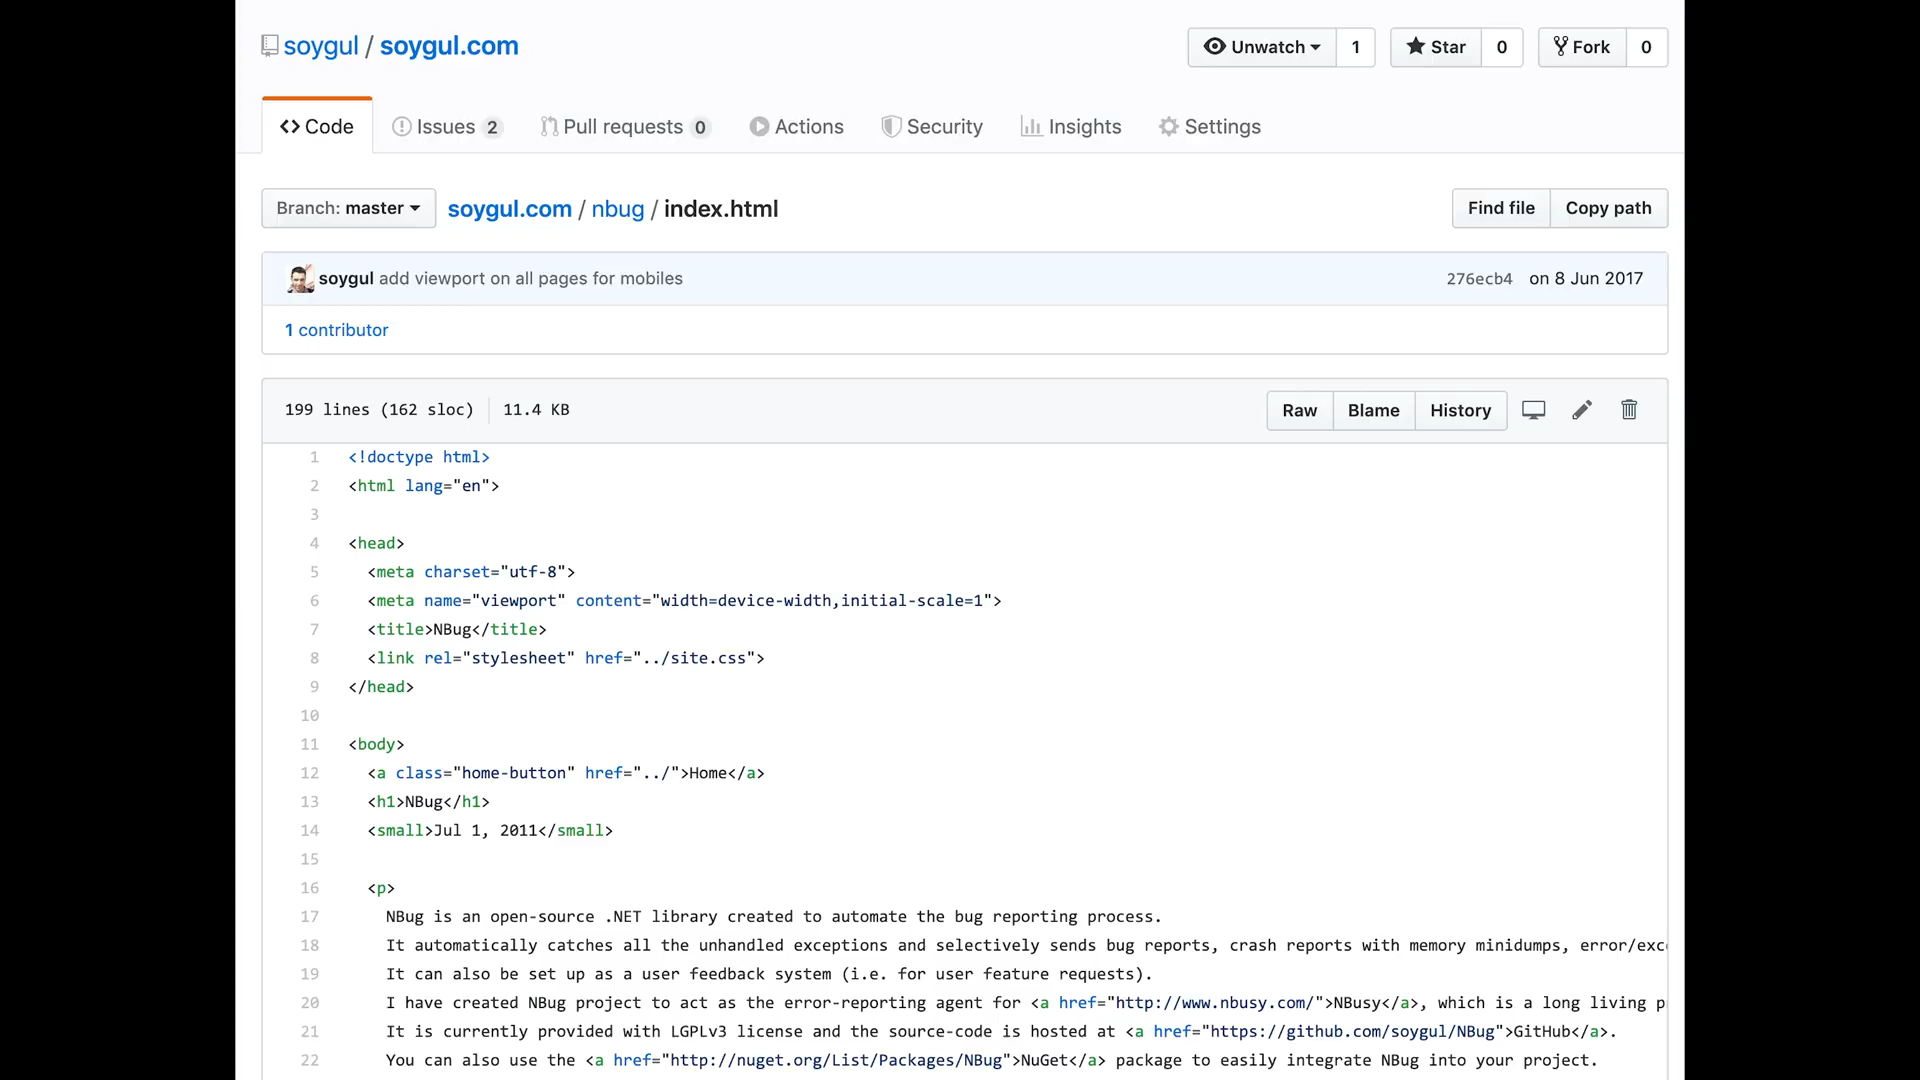 soygul / soygul.com
Unwatch 1 Star 0 Fork 0
Code Issues 2 Pull requests 0 Actions Security Insights Settings
Branch: master soygul.com / nbug / index.html Find file Copy path
soygul add viewport on all pages for mobiles 276ecb4 on 8 Jun 2017
1 contributor
199 lines (162 sloc) 11.4 KB Raw Blame History
1 <!doctype html>
2 <html lang="en">
3
4 <head>
5 <meta charset="utf-8">
6 <meta name="viewport" content="width=device-width,initial-scale=1">
7 <title>NBug</title>
8 <link rel="stylesheet" href="../site.css">
9 </head>
10
11 <body>
12 <a class="home-button" href="../">Home</a>
13 <h1>NBug</h1>
14 <small>Jul 1, 2011</small>
15
16 <p>
17 NBug is an open-source .NET library created to automate the bug reporting process.
18 It automatically catches all the unhandled exceptions and selectively sends bug reports, crash reports with memory minidumps, error/exc
19 It can also be set up as a user feedback system (i.e. for user feature requests).
20 I have created NBug project to act as the error-reporting agent for <a href="http://www.nbusy.com/">NBusy</a>, which is a long living p
21 It is currently provided with LGPLv3 license and the source-code is hosted at <a href="https://github.com/soygul/NBug">GitHub</a>.
22 You can also use the <a href="http://nuget.org/List/Packages/NBug">NuGet</a> package to easily integrate NBug into your project.